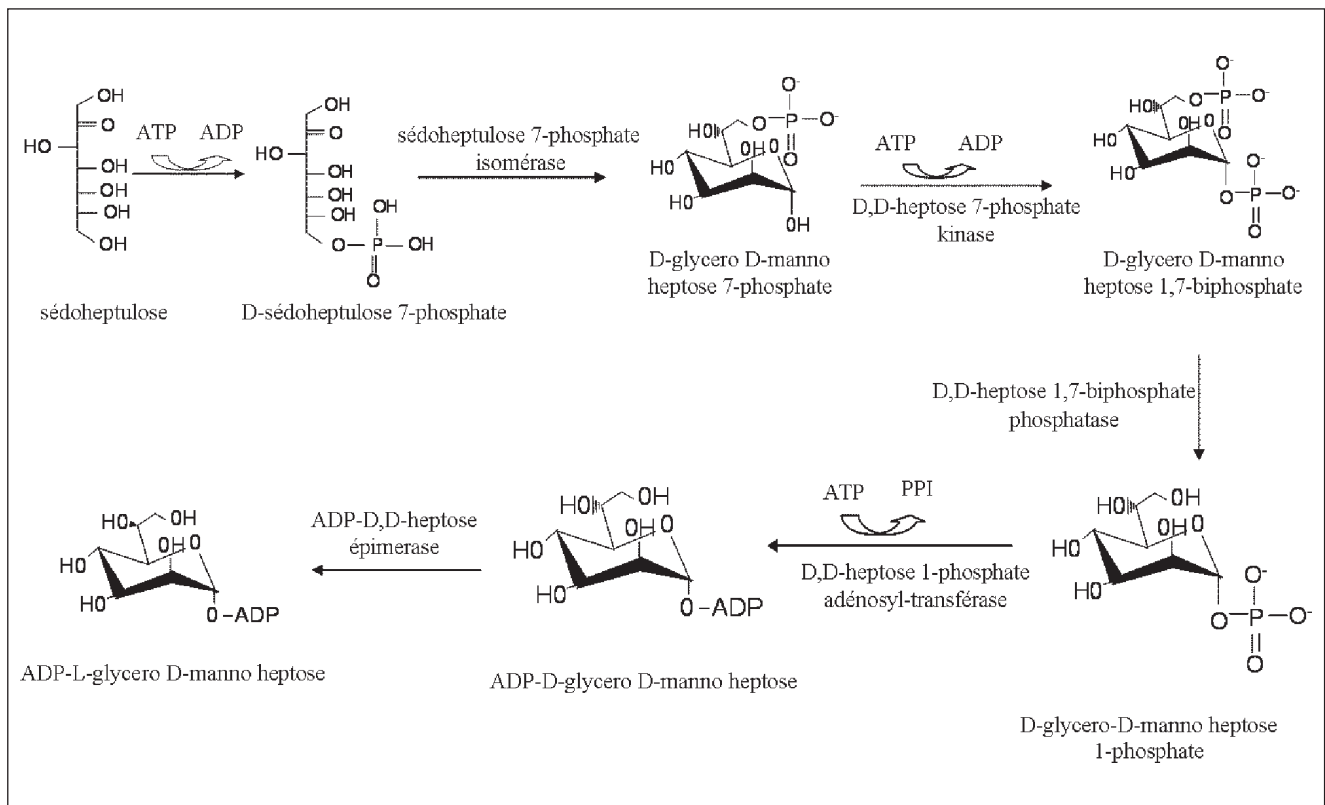 OH
O
HO
OH
OH
OH
OH
ATP ADP
sédoheptulose
OH
O
HO
OH
OH
OH
OH
O–P–OH
O
D-sédoheptulose 7-phosphate
sédoheptulose 7-phosphate
isomérase
O-
O–P–O-
O
HO
OH
O
HO
HO
OH
D-glycero D-manno
heptose 7-phosphate
ATP ADP
D,D-heptose 7-phosphate
kinase
O-
O–P–O-
O
HO
OH
O
HO
HO
O-
O–P–O-
O
D-glycero D-manno
heptose 1,7-biphosphate
D,D-heptose 1,7-biphosphate
phosphatase
HO OH
OH O
HO
HO
O-
O–P–O-
O
D-glycero-D-manno heptose
1-phosphate
ATP PPI
D,D-heptose 1-phosphate
adénosyl-transférase
HO OH
OH O
HO
HO
O–ADP
ADP-D-glycero D-manno heptose
ADP-D,D-heptose
épimerase
HO OH
OH O
HO
HO
O–ADP
ADP-L-glycero D-manno heptose